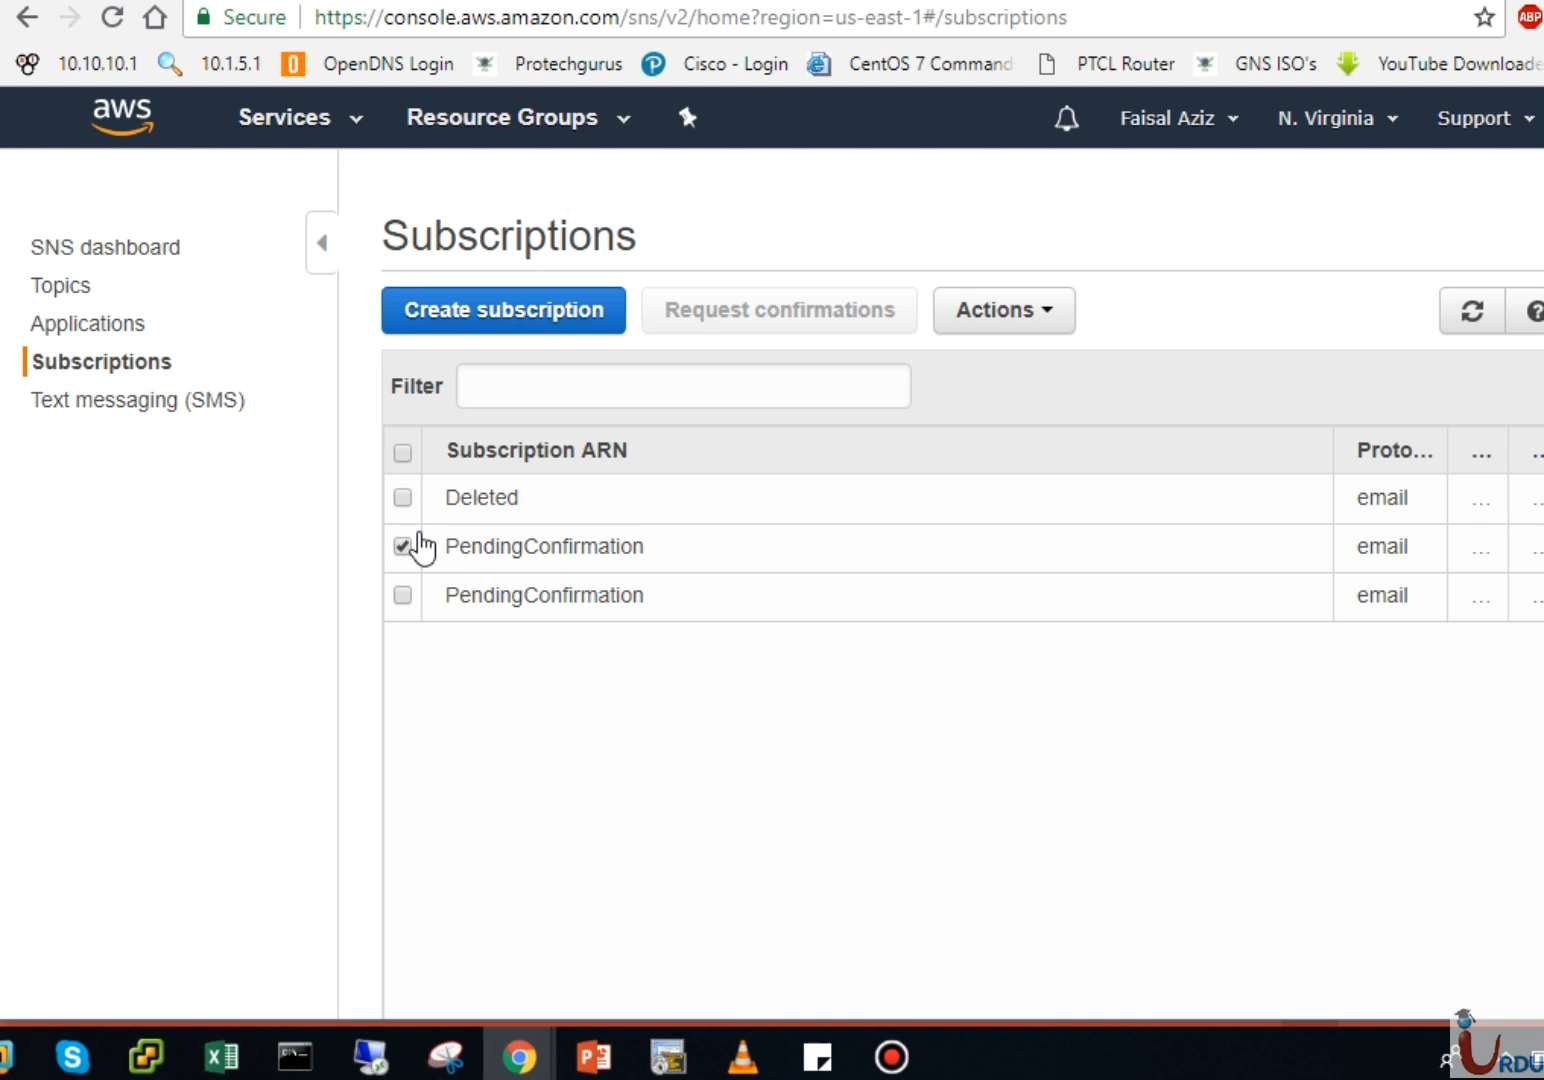 Secure https://console.aws.amazon.com/sns/v2/home?region=us-east-1#/subscriptions
ABP
10.10.10.1 10.1.5.1 OpenDNS Login Protechgurus Cisco - Login CentOS 7 Command PTCL Router GNS ISO's YouTube Downloade
aws Services Resource Groups Faisal Aziz N. Virginia Support
Subscriptions
SNS dashboard
Topics
Applications
Subscriptions
Text messaging (SMS)
Create subscription Request confirmations Actions
Filter
Subscription ARN Proto... ... ..
Deleted email ... ..
PendingConfirmation email ... ..
PendingConfirmation email ... ..
URDU